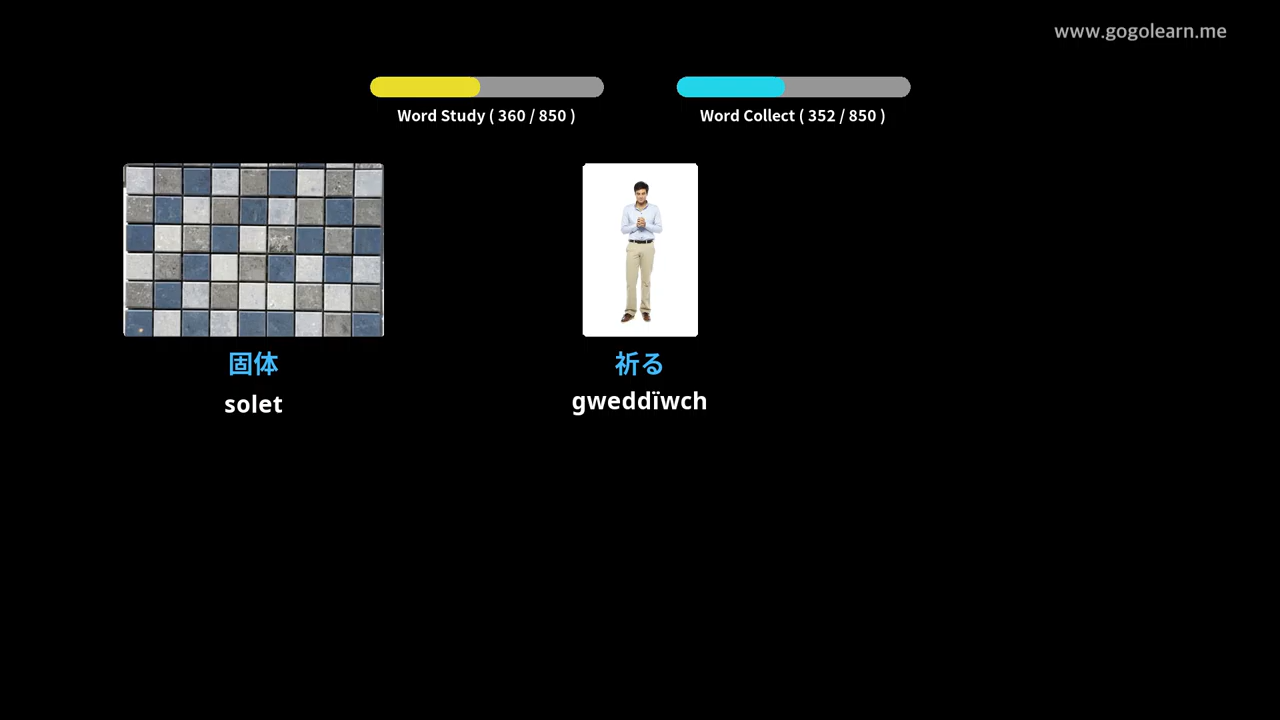 www.gogolearn.me
Word Study ( 360 / 850 )
Word Collect ( 352 / 850 )
固体
solet
祈る
gweddïwch